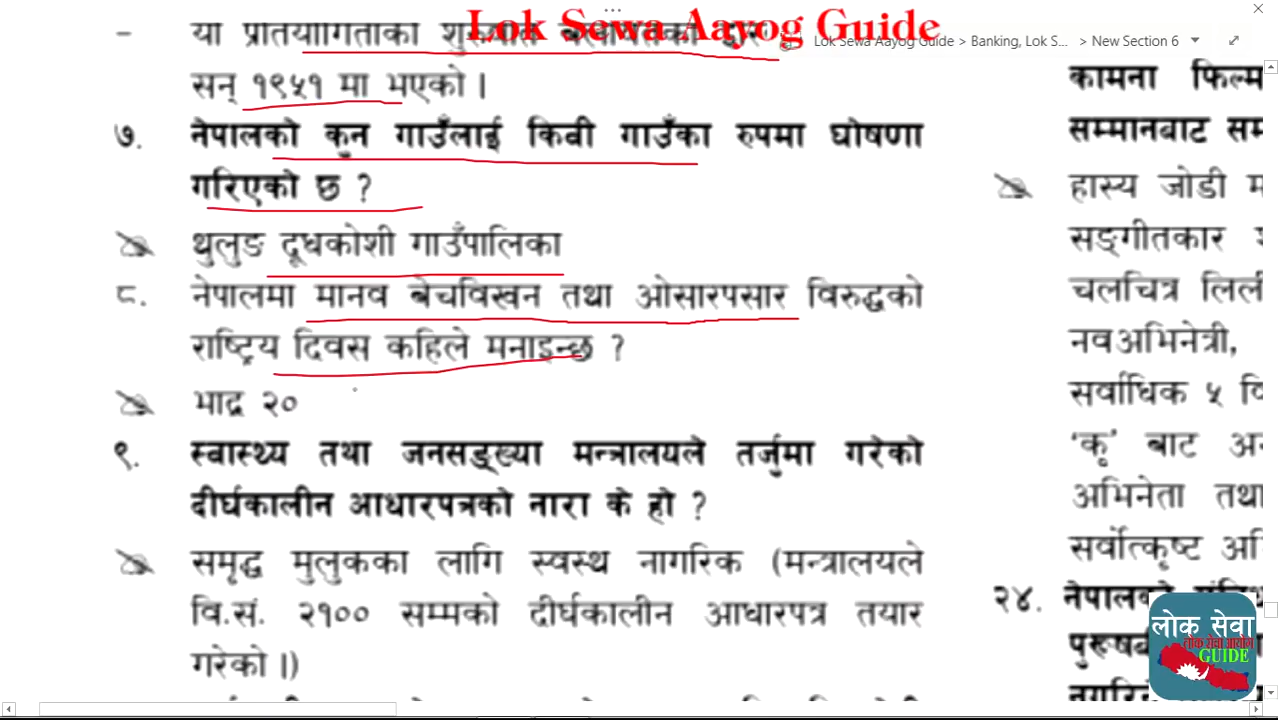 Lok Sewa Aayog Guide
Lok Sewa Aayog Guide > Banking, Lok S... > New Section 6
- या प्रतियोगिताको शुरुवात
सन् १९५१ मा भएको ।
७. नेपालको कुन गाउँलाई किवी गाउँका रुपमा घोषणा
गरिएको छ ?
थुलुङ दूधकोशी गाउँपालिका
८. नेपालमा मानव बेचविखन तथा ओसारपसार विरुद्धको
राष्ट्रिय दिवस कहिले मनाइन्छ ?
भाद्र २०
९. स्वास्थ्य तथा जनसङ्ख्या मन्त्रालयले तर्जुमा गरेको
दीर्घकालीन आधारपत्रको नारा के हो ?
समृद्ध मुलुकका लागि स्वस्थ नागरिक (मन्त्रालयले
वि.सं. २१०० सम्मको दीर्घकालीन आधारपत्र तयार
गरेको ।)
कामना फिल्म
सम्मानबाट
हास्य जोडी
सङ्गीतकार
चलचित्र
नवअभिनेत्री,
सर्वाधिक ५
'कृ' बाट
अभिनेता तथा
सर्वोत्कृष्ट
२४. नेपालको
लोक सेवा
लोक सेवा आयोग
GUIDE